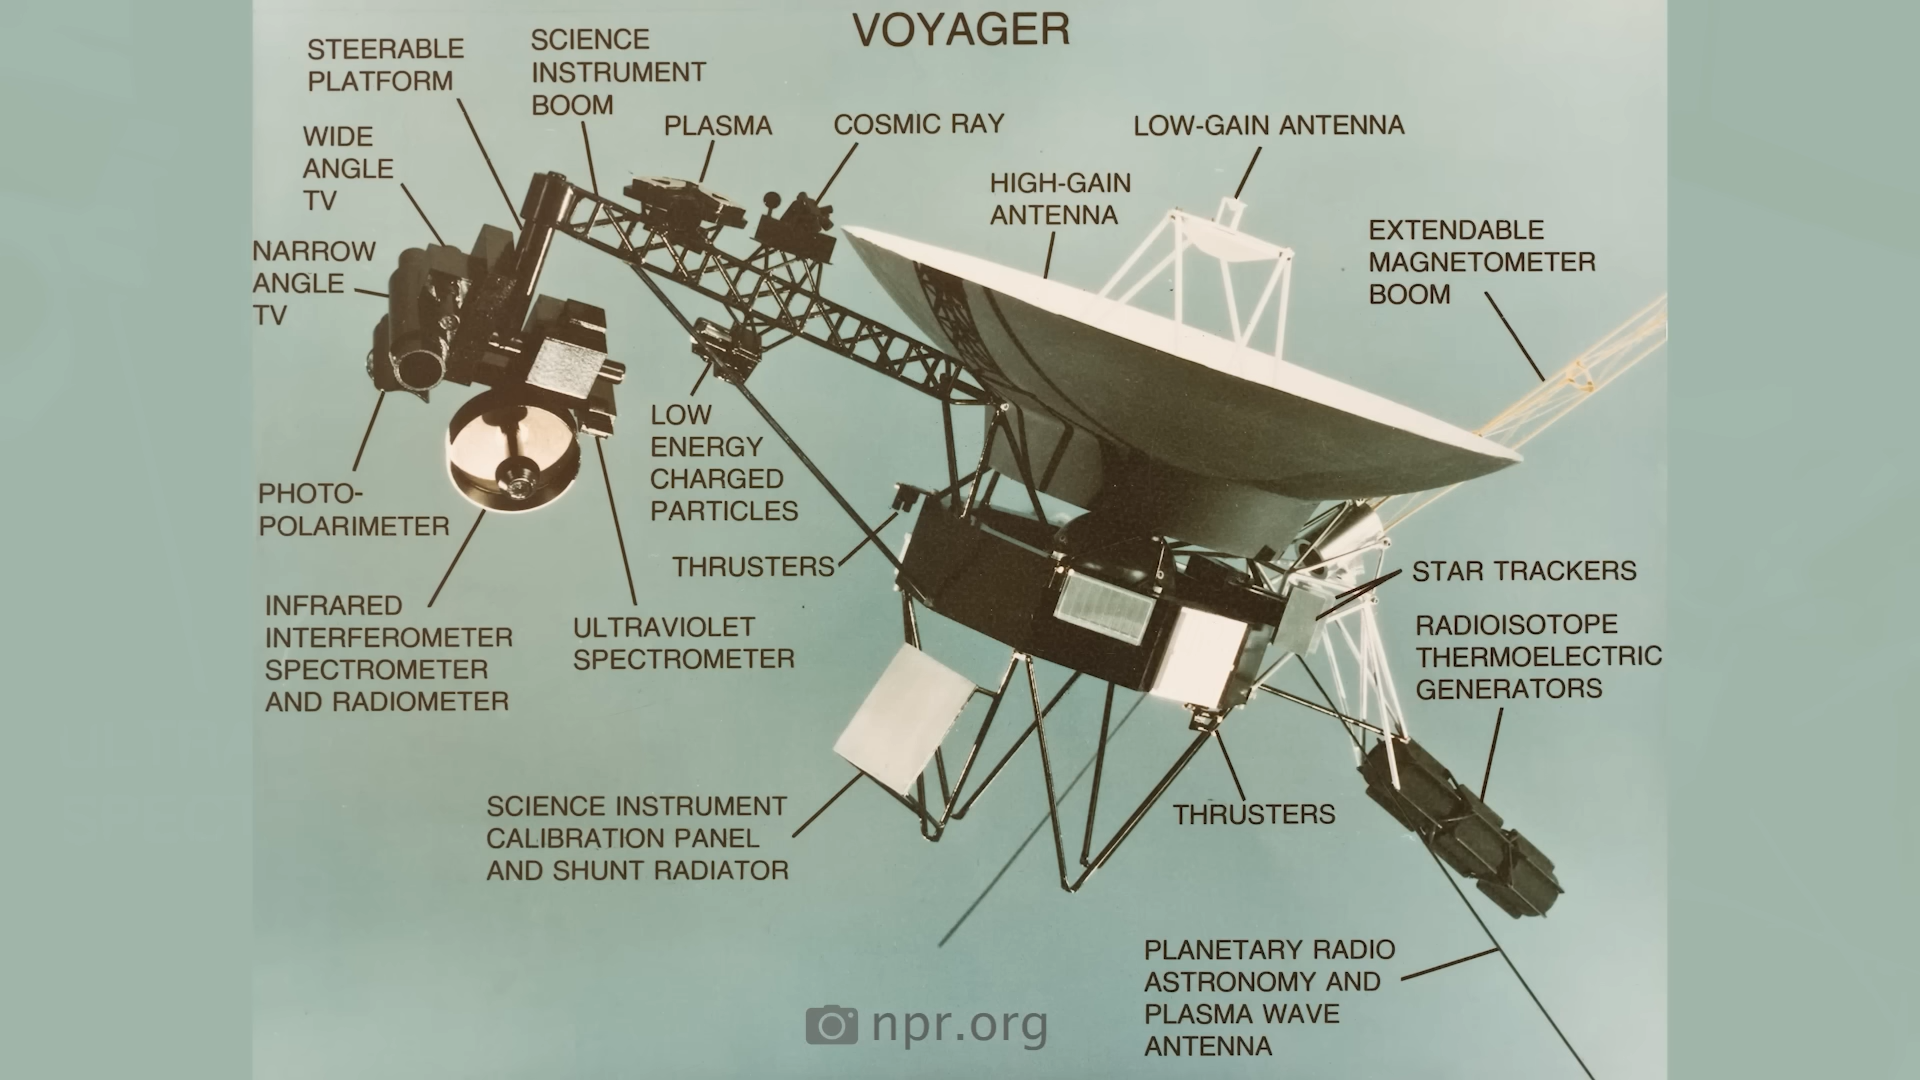 VOYAGER
STEERABLE
PLATFORM
SCIENCE
INSTRUMENT
BOOM
PLASMA
COSMIC RAY
LOW-GAIN ANTENNA
WIDE
ANGLE
TV
HIGH-GAIN
ANTENNA
EXTENDABLE
MAGNETOMETER
BOOM
NARROW
ANGLE
TV
LOW
ENERGY
CHARGED
PARTICLES
PHOTO-
POLARIMETER
THRUSTERS
STAR TRACKERS
INFRARED
INTERFEROMETER
SPECTROMETER
AND RADIOMETER
ULTRAVIOLET
SPECTROMETER
RADIOISOTOPE
THERMOELECTRIC
GENERATORS
SCIENCE INSTRUMENT
CALIBRATION PANEL
AND SHUNT RADIATOR
THRUSTERS
PLANETARY RADIO
ASTRONOMY AND
PLASMA WAVE
ANTENNA
npr.org